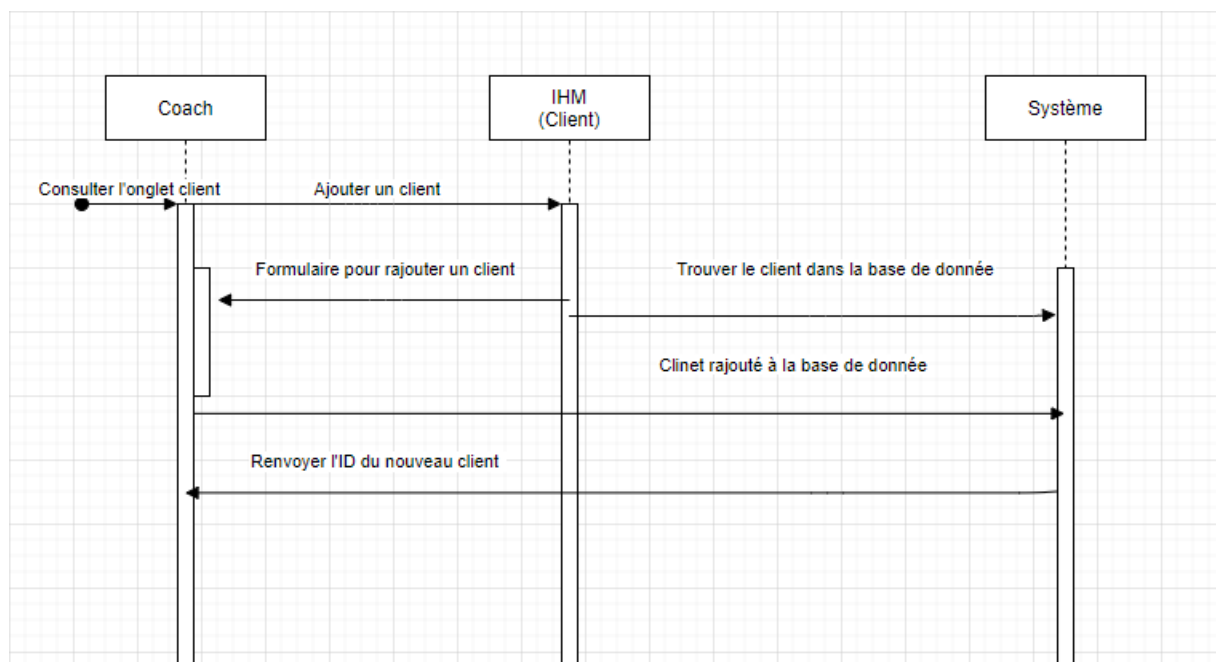 Coach
IHM
(Client)
Système
Consulter l'onglet client
Ajouter un client
Formulaire pour rajouter un client
Trouver le client dans la base de donnée
Clinet rajouté à la base de donnée
Renvoyer l'ID du nouveau client